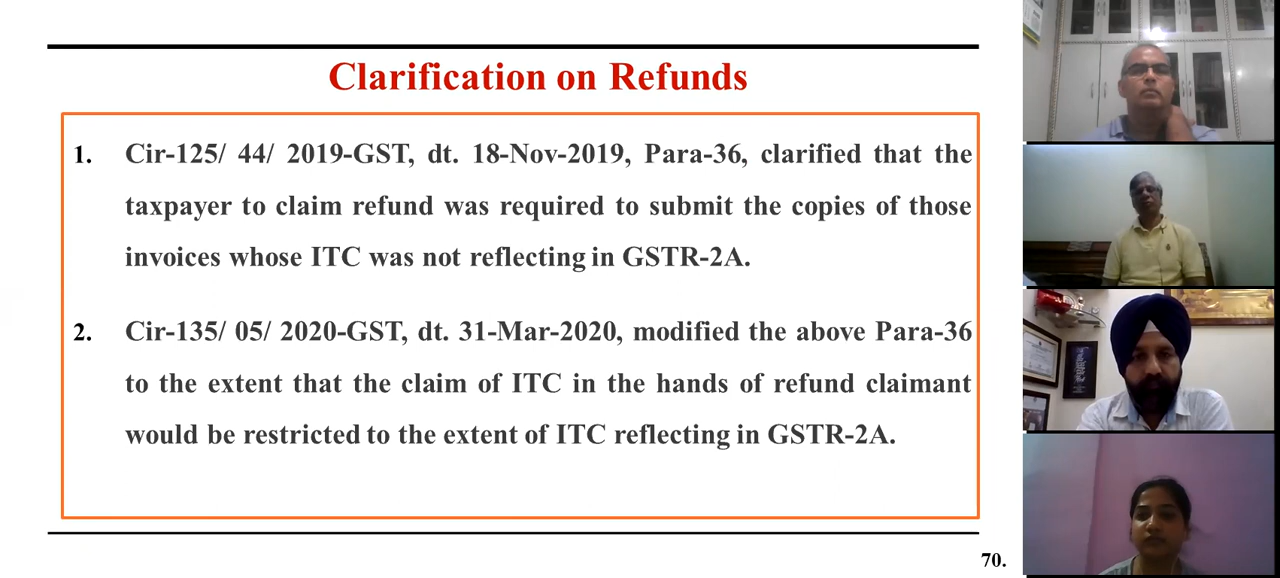 Clarification on Refunds
1. Cir-125/ 44/ 2019-GST, dt. 18-Nov-2019, Para-36, clarified that the
taxpayer to claim refund was required to submit the copies of those
invoices whose ITC was not reflecting in GSTR-2A.
2. Cir-135/ 05/ 2020-GST, dt. 31-Mar-2020, modified the above Para-36
to the extent that the claim of ITC in the hands of refund claimant
would be restricted to the extent of ITC reflecting in GSTR-2A.
70.